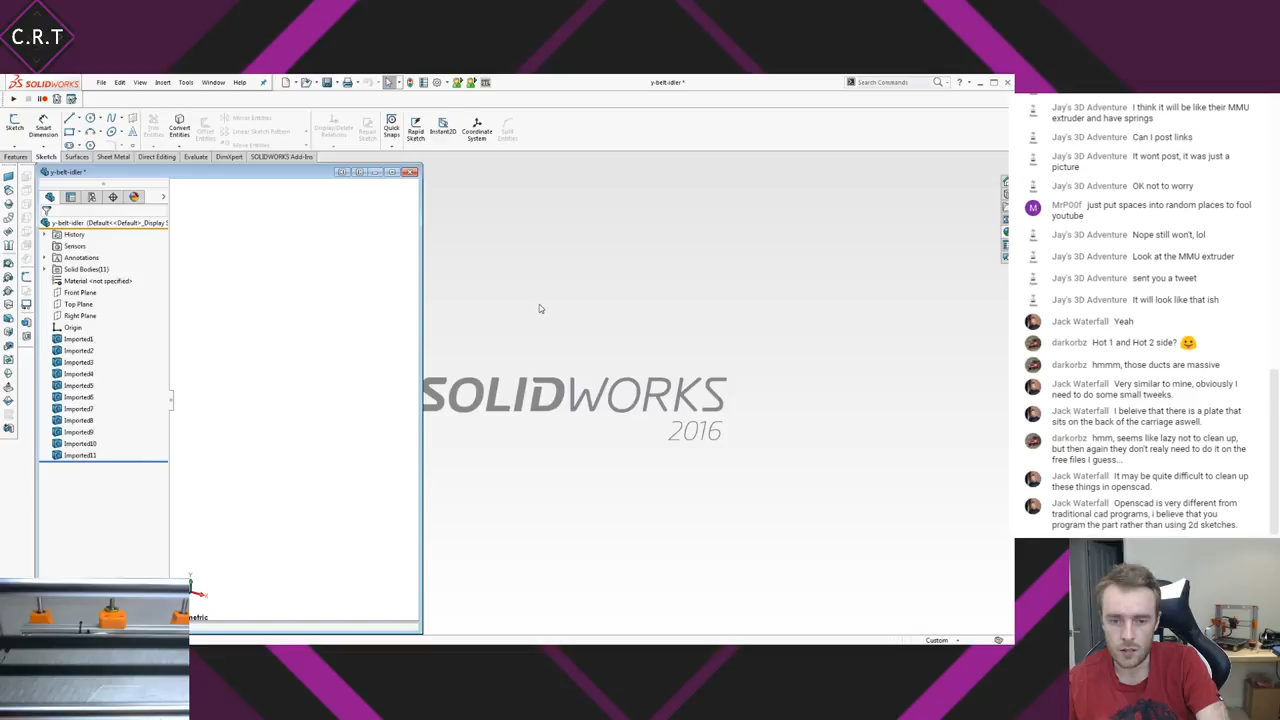 C.R.T
SOLIDWORKS
File Edit View Insert Tools Window Help
y-belt-idler *
Search Commands
Sketch
Smart Dimension
Trim Entities
Convert Entities
Offset Entities
Mirror Entities
Linear Sketch Pattern
Move Entities
Display/Delete Relations
Repair Sketch
Quick Snaps
Rapid Sketch
Instant2D
Coordinate System
Split Entities
Features Sketch Surfaces Sheet Metal Direct Editing Evaluate DimXpert SOLIDWORKS Add-Ins
y-belt-idler *
y-belt-idler (Default<<Default>_Display S
History
Sensors
Annotations
Solid Bodies(11)
Material <not specified>
Front Plane
Top Plane
Right Plane
Origin
Imported1
Imported2
Imported3
Imported4
Imported5
Imported6
Imported7
Imported8
Imported9
Imported10
Imported11
Y
X
metric
SOLIDWORKS
2016
Custom
Jay's 3D Adventure I think it will be like their MMU
extruder and have springs
Jay's 3D Adventure Can I post links
Jay's 3D Adventure It wont post, it was just a
picture
Jay's 3D Adventure OK not to worry
M MrP00f just put spaces into random places to fool
youtube
Jay's 3D Adventure Nope still won't, lol
Jay's 3D Adventure Look at the MMU extruder
Jay's 3D Adventure sent you a tweet
Jay's 3D Adventure It will look like that ish
Jack Waterfall Yeah
darkorbz Hot 1 and Hot 2 side?
darkorbz hmmm, those ducts are massive
Jack Waterfall Very similar to mine, obviously I
need to do some small tweeks.
Jack Waterfall I beleive that there is a plate that
sits on the back of the carriage aswell.
darkorbz hmm, seems like lazy not to clean up,
but then again they don't realy need to do it on the
free files I guess...
Jack Waterfall It may be quite difficult to clean up
these things in openscad.
Jack Waterfall Openscad is very different from
traditional cad programs, i believe that you
program the part rather than using 2d sketches.